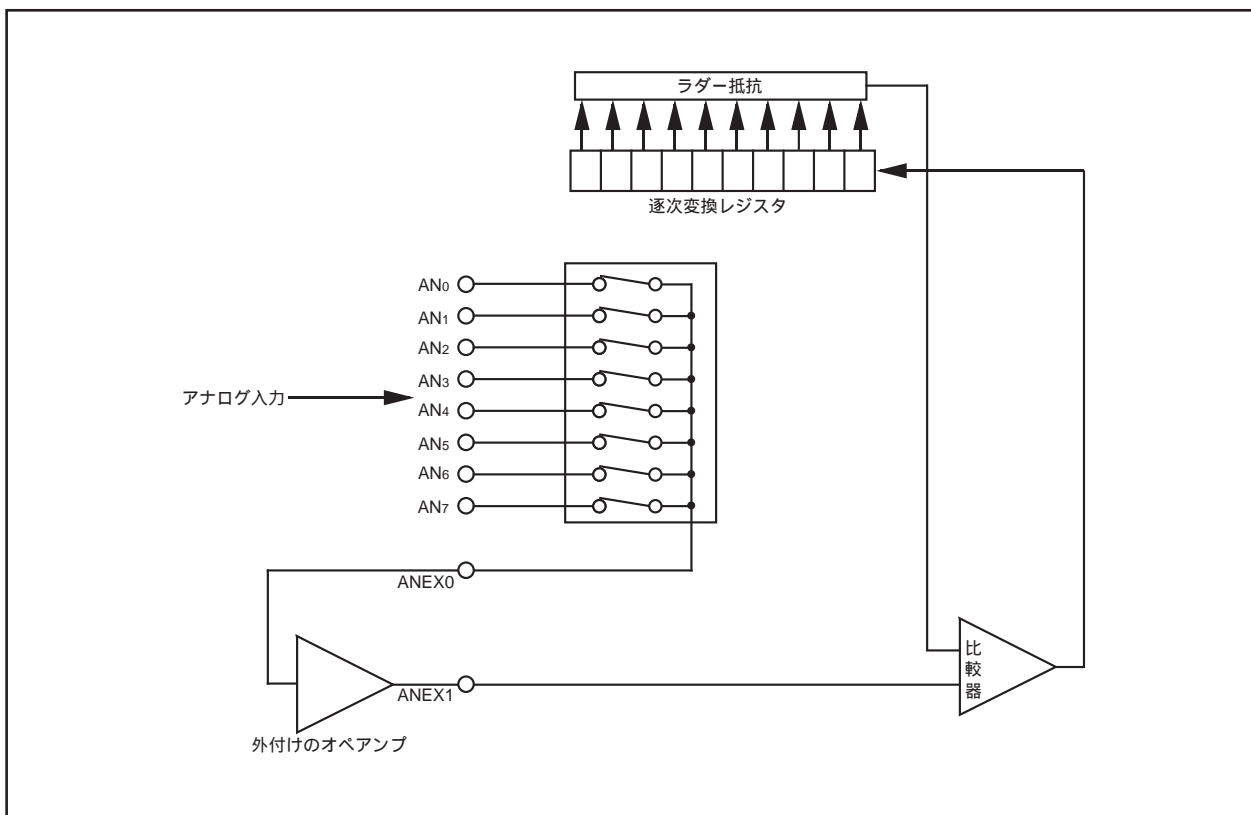 ラダー抵抗
逐次変換レジスタ
AN0
AN1
AN2
AN3
アナログ入力
AN4
AN5
AN6
AN7
ANEX0
比較器
ANEX1
外付けのオペアンプ